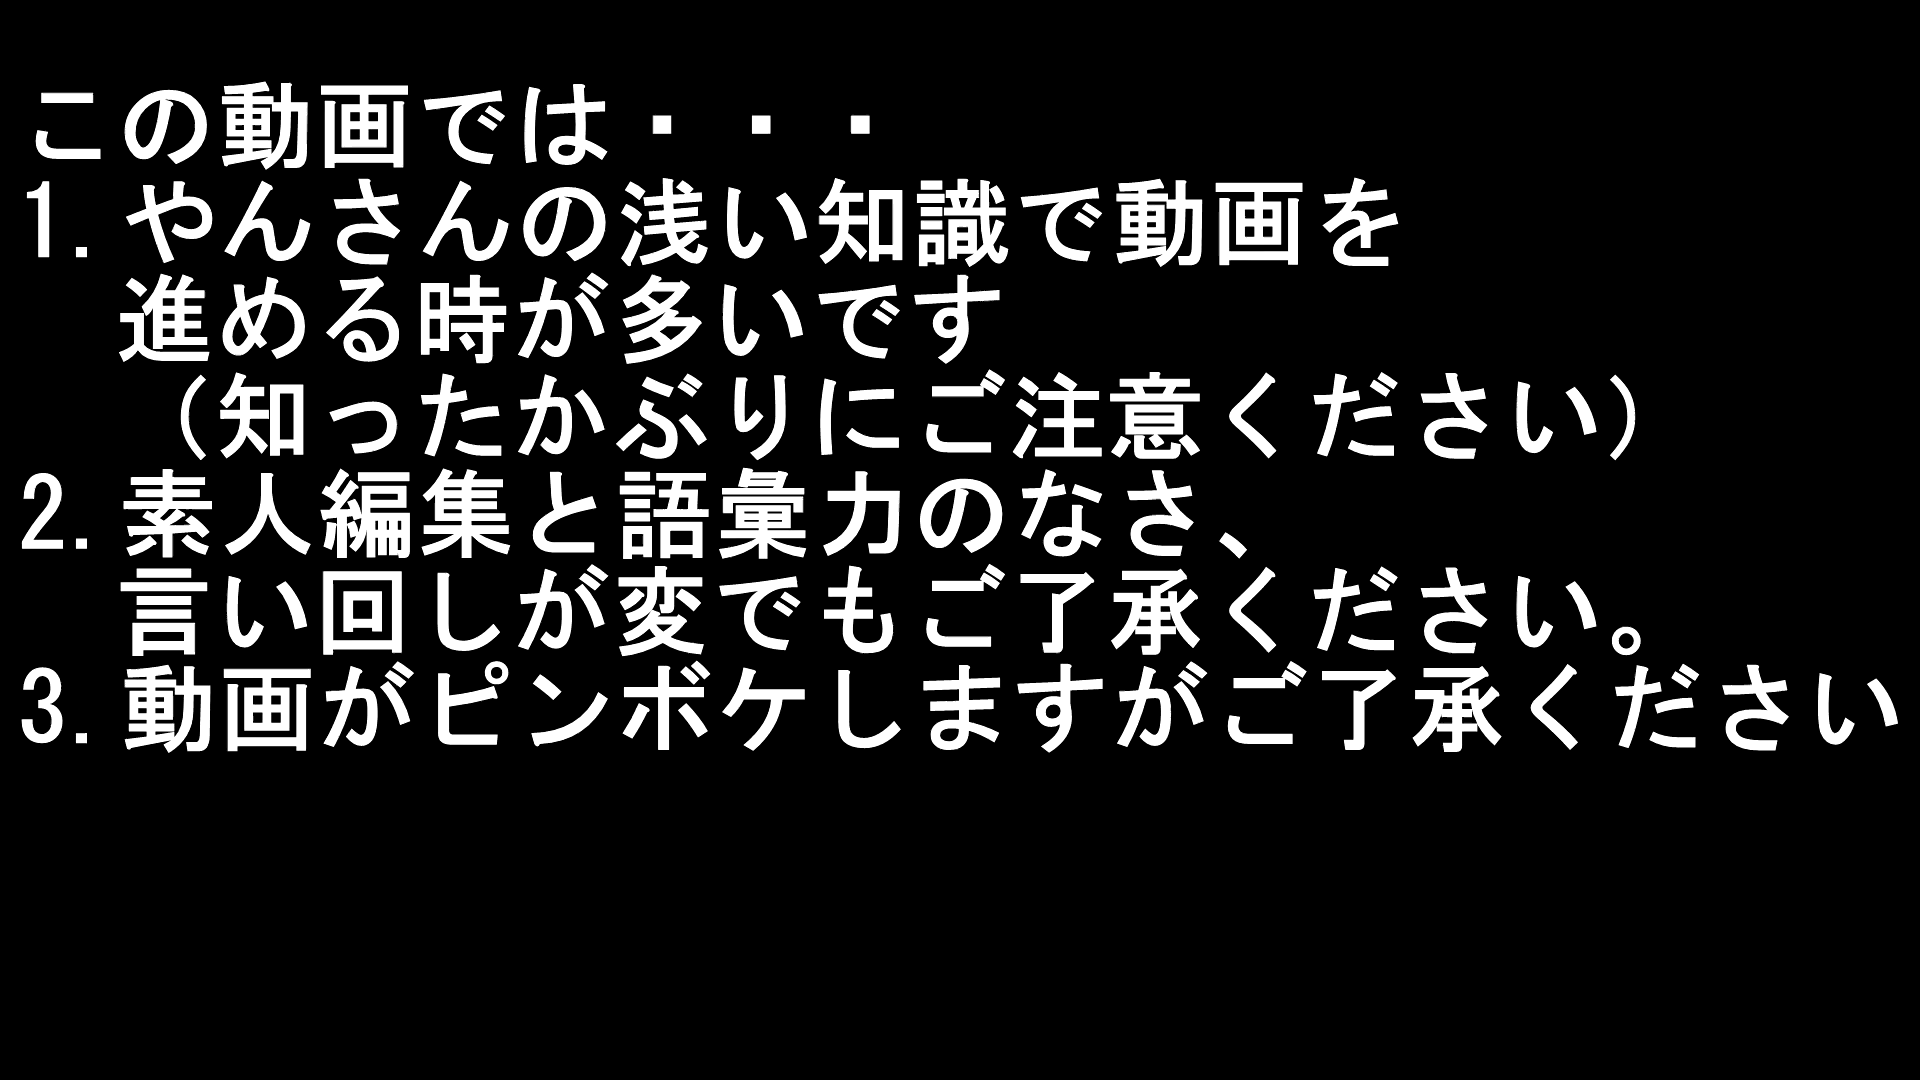 この動画では・・・
1.やんさんの浅い知識で動画を
進める時が多いです
（知ったかぶりにご注意ください）
2.素人編集と語彙力のなさ、
言い回しが変でもご了承ください。
3.動画がピンボケしますがご了承ください